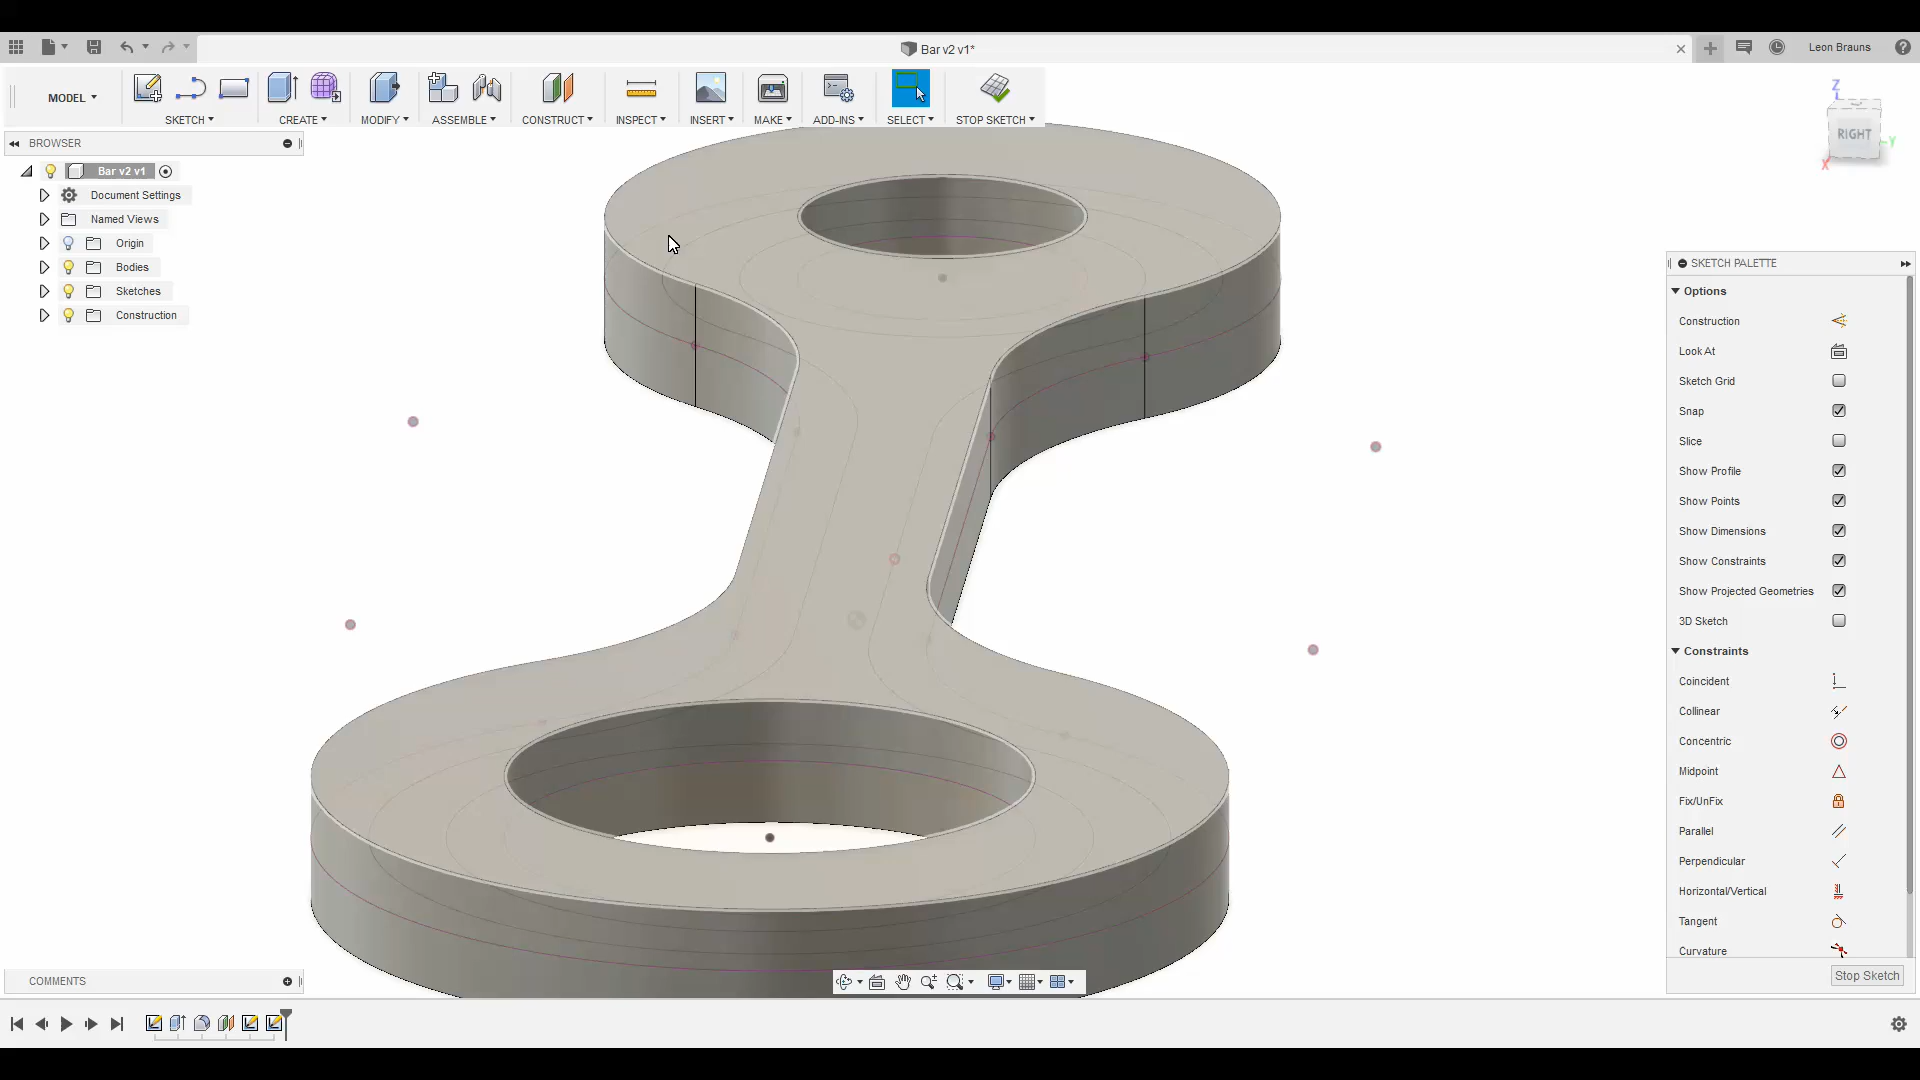 Bar v2 v1*
Leon Brauns
MODEL
SKETCH
CREATE
MODIFY
ASSEMBLE
CONSTRUCT
INSPECT
INSERT
MAKE
ADD-INS
SELECT
STOP SKETCH
Z
RIGHT
Y
X
BROWSER
Bar v2 v1
Document Settings
Named Views
Origin
Bodies
Sketches
Construction
SKETCH PALETTE
Options
Construction
Look At
Sketch Grid
Snap
Slice
Show Profile
Show Points
Show Dimensions
Show Constraints
Show Projected Geometries
3D Sketch
Constraints
Coincident
Collinear
Concentric
Midpoint
Fix/UnFix
Parallel
Perpendicular
Horizontal/Vertical
Tangent
Curvature
Stop Sketch
COMMENTS